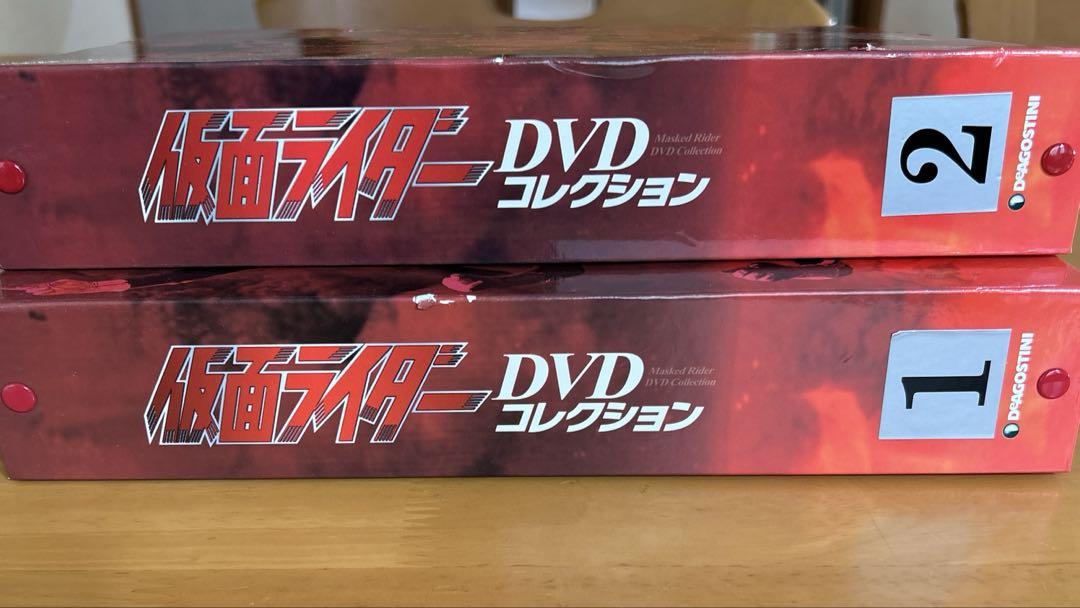 仮面ライダー
DVD
コレクション
Masked Rider
DVD Collection
2
DeAGOSTINI
仮面ライダー
DVD
コレクション
Masked Rider
DVD Collection
1
DeAGOSTINI